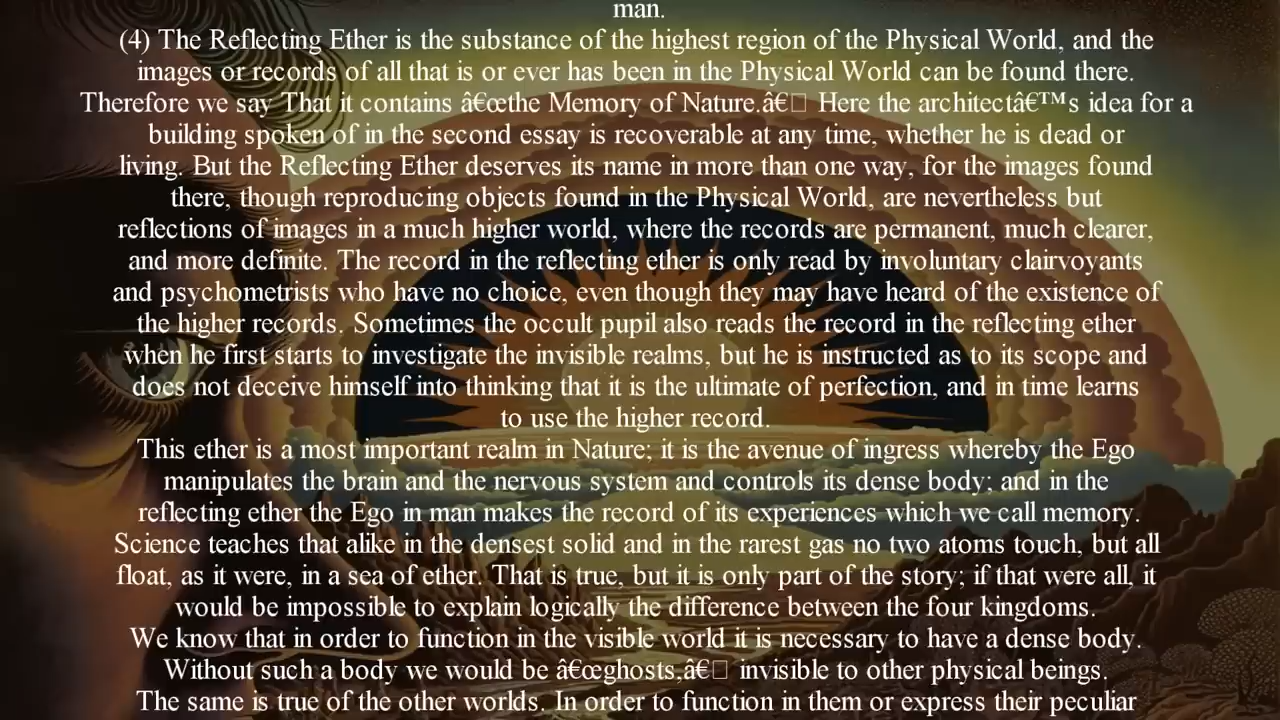 man.
(4) The Reflecting Ether is the substance of the highest region of the Physical World, and the
images or records of all that is or ever has been in the Physical World can be found there.
Therefore we say That it contains â€œthe Memory of Nature.â€□ Here the architectâ€™s idea for a
building spoken of in the second essay is recoverable at any time, whether he is dead or
living. But the Reflecting Ether deserves its name in more than one way, for the images found
there, though reproducing objects found in the Physical World, are nevertheless but
reflections of images in a much higher world, where the records are permanent, much clearer,
and more definite. The record in the reflecting ether is only read by involuntary clairvoyants
and psychometrists who have no choice, even though they may have heard of the existence of
the higher records. Sometimes the occult pupil also reads the record in the reflecting ether
when he first starts to investigate the invisible realms, but he is instructed as to its scope and
does not deceive himself into thinking that it is the ultimate of perfection, and in time learns
to use the higher record.
This ether is a most important realm in Nature; it is the avenue of ingress whereby the Ego
manipulates the brain and the nervous system and controls its dense body; and in the
reflecting ether the Ego in man makes the record of its experiences which we call memory.
Science teaches that alike in the densest solid and in the rarest gas no two atoms touch, but all
float, as it were, in a sea of ether. That is true, but it is only part of the story; if that were all, it
would be impossible to explain logically the difference between the four kingdoms.
We know that in order to function in the visible world it is necessary to have a dense body.
Without such a body we would be â€œghosts,â€□ invisible to other physical beings.
The same is true of the other worlds. In order to function in them or express their peculiar